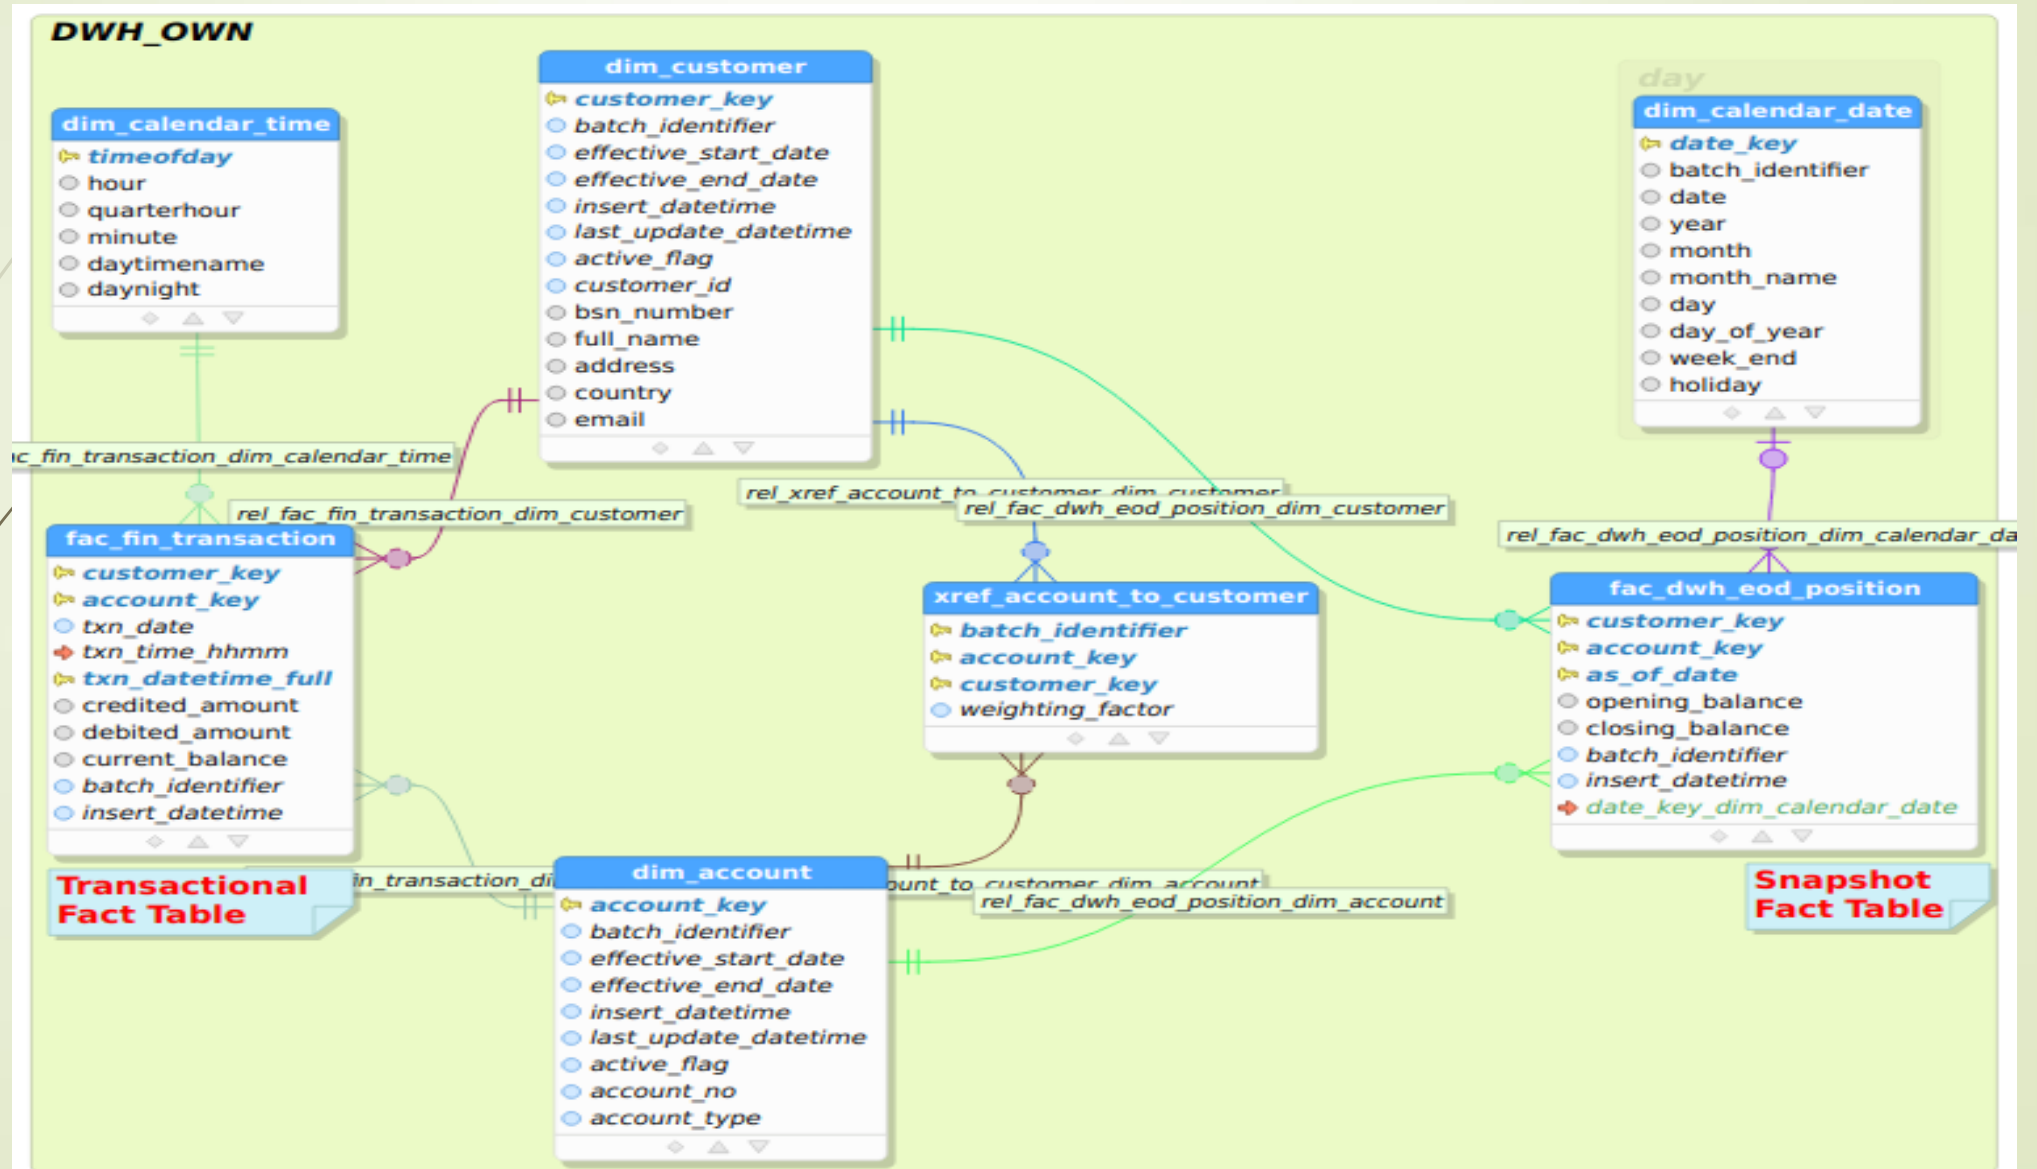 DWH_OWN
dim_customer
customer_key
batch_identifier
effective_start_date
effective_end_date
insert_datetime
last_update_datetime
active_flag
customer_id
bsn_number
full_name
address
country
email
day
dim_calendar_date
date_key
batch_identifier
date
year
month
month_name
day
day_of_year
week_end
holiday
dim_calendar_time
timeofday
hour
quarterhour
minute
daytimename
daynight
c_fin_transaction_dim_calendar_time
rel_fac_fin_transaction_dim_customer
rel_xref_account_to_customer_dim_customer
rel_fac_dwh_eod_position_dim_customer
rel_fac_dwh_eod_position_dim_calendar_da
fac_fin_transaction
customer_key
account_key
txn_date
txn_time_hhmm
txn_datetime_full
credited_amount
debited_amount
current_balance
batch_identifier
insert_datetime
xref_account_to_customer
batch_identifier
account_key
customer_key
weighting_factor
fac_dwh_eod_position
customer_key
account_key
as_of_date
opening_balance
closing_balance
batch_identifier
insert_datetime
date_key_dim_calendar_date
Transactional
Fact Table
in_transaction_di
ount_to_customer_dim_account
rel_fac_dwh_eod_position_dim_account
Snapshot
Fact Table
dim_account
account_key
batch_identifier
effective_start_date
effective_end_date
insert_datetime
last_update_datetime
active_flag
account_no
account_type